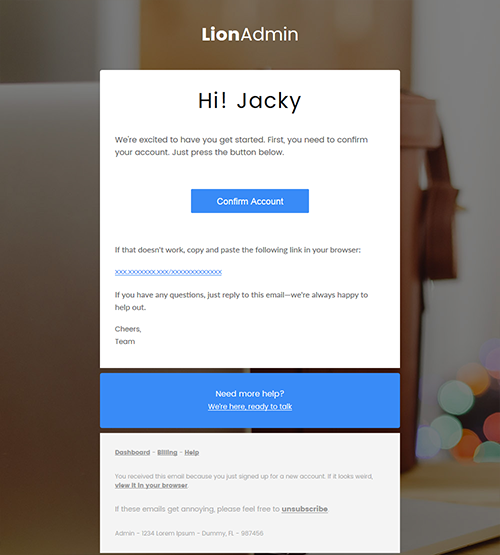 LionAdmin
Hi! Jacky
We're excited to have you get started. First, you need to confirm
your account. Just press the button below.
Confirm Account
If that doesn't work, copy and paste the following link in your browser:
XXX.XXXXXXX.XXX/XXXXXXXXXXXXX
If you have any questions, just reply to this email—we're always happy to
help out.
Cheers,
Team
Need more help?
We're here, ready to talk
Dashboard - Billing - Help
You received this email because you just signed up for a new account. If it looks weird,
view it in your browser.
If these emails get annoying, please feel free to unsubscribe.
Admin - 1234 Lorem Ipsum - Dummy, FL - 987456